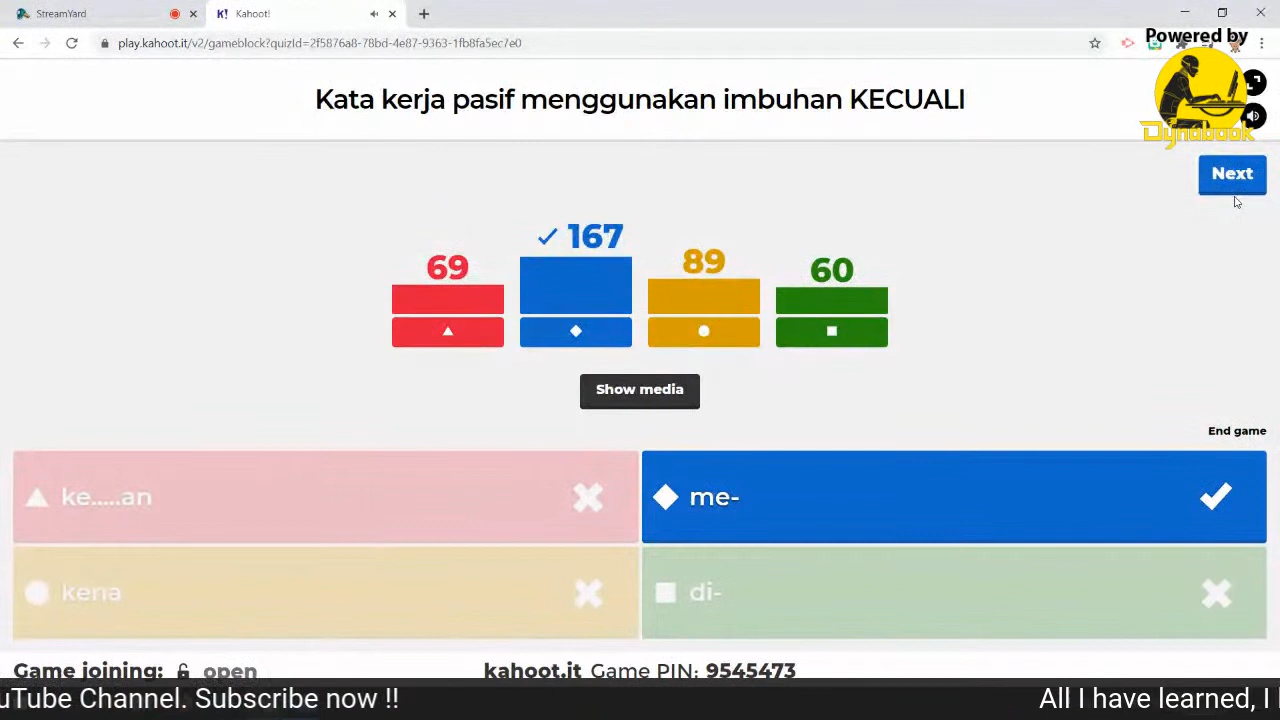 StreamYard
K! Kahoot!
play.kahoot.it/v2/gameblock?quizId=2f5876a8-78bd-4e87-9363-1fb8fa5ec7e0
Powered by
Dynabook
Kata kerja pasif menggunakan imbuhan KECUALI
Next
69
167
89
60
Show media
End game
ke.....an
me-
kena
di-
Game joining: open
kahoot.it Game PIN: 9545473
uTube Channel. Subscribe now !!
All I have learned, I